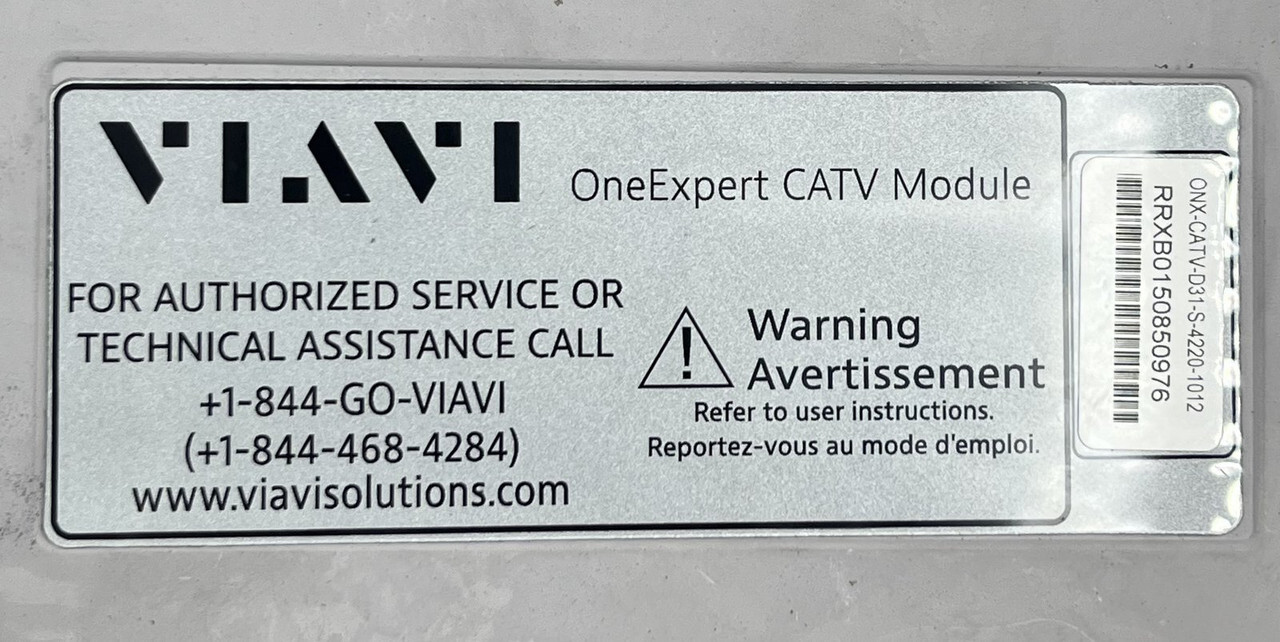 VIAVI
OneExpert CATV Module
FOR AUTHORIZED SERVICE OR
TECHNICAL ASSISTANCE CALL
+1-844-GO-VIAVI
(+1-844-468-4284)
www.viavisolutions.com
Warning
Avertissement
Refer to user instructions.
Reportez-vous au mode d'emploi.
ONX-CATV-D31-S-4220-1012
RRXB0150850976